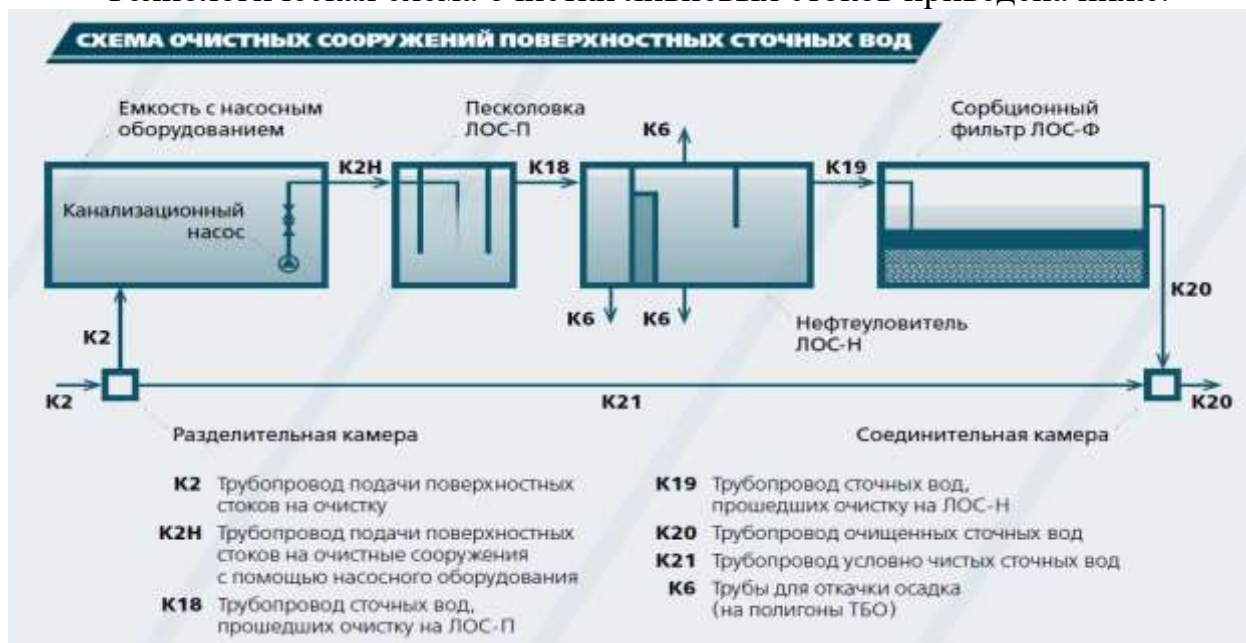 СХЕМА ОЧИСТНЫХ СООРУЖЕНИЙ ПОВЕРХНОСТНЫХ СТОЧНЫХ ВОД
Емкость с насосным
оборудованием
Песколовка
ЛОС-П
К6
Сорбционный
фильтр ЛОС-Ф
К2Н
К18
К19
Канализационный
насос
К20
К6
К6
Нефтеуловитель
ЛОС-Н
К2
К2
К21
К20
Разделительная камера
Соединительная камера
К2 Трубопровод подачи поверхностных
стоков на очистку
К2Н Трубопровод подачи поверхностных
стоков на очистные сооружения
с помощью насосного оборудования
К18 Трубопровод сточных вод,
прошедших очистку на ЛОС-П
К19 Трубопровод сточных вод,
прошедших очистку на ЛОС-Н
К20 Трубопровод очищенных сточных вод
К21 Трубопровод условно чистых сточных вод
К6 Трубы для откачки осадка
(на полигоны ТБО)